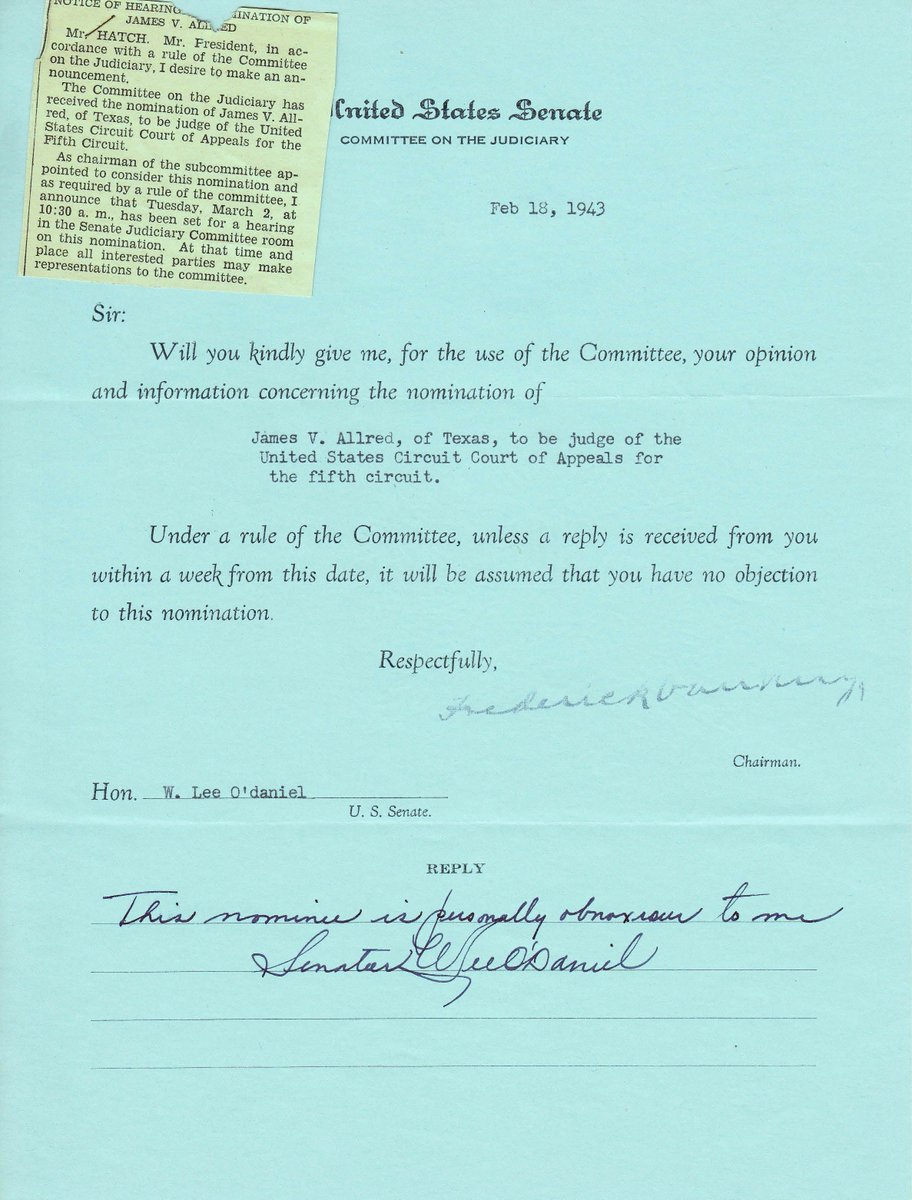 NOTICE OF HEARING INATION OF
JAMES V. ALLRED
Mr. HATCH. Mr. President, in ac-
cordance with a rule of the Committee
on the Judiciary, I desire to make an an-
nouncement.
The Committee on the Judiciary has
received the nomination of James V. All-
red, of Texas, to be judge of the United
States Circuit Court of Appeals for the
Fifth Circuit.
As chairman of the subcommittee ap-
pointed to consider this nomination and
as required by a rule of the committee, I
announce that Tuesday, March 2, at
10:30 a. m., has been set for a hearing
in the Senate Judiciary Committee room
on this nomination. At that time and
place all interested parties may make
representations to the committee.
United States Senate
COMMITTEE ON THE JUDICIARY
Feb 18, 1943
Sir:
Will you kindly give me, for the use of the Committee, your opinion
and information concerning the nomination of
James V. Allred, of Texas, to be judge of the
United States Circuit Court of Appeals for
the fifth circuit.
Under a rule of the Committee, unless a reply is received from you
within a week from this date, it will be assumed that you have no objection
to this nomination.
Respectfully,
Frederick Van Nuys
Chairman.
Hon. W. Lee O'daniel
U. S. Senate.
REPLY
This nominee is personally obnoxious to me
Senator W Lee O'Daniel